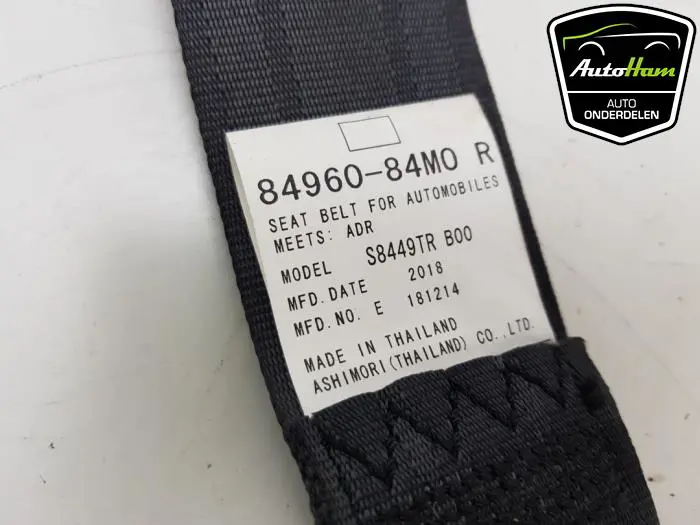 AutoHam
AUTO
ONDERDELEN
84960-84M0 R
SEAT BELT FOR AUTOMOBILES
MEETS: ADR
MODEL S8449TR B00
MFD. DATE 2018
MFD. NO. E 181214
MADE IN THAILAND
ASHIMORI(THAILAND) CO.,LTD.